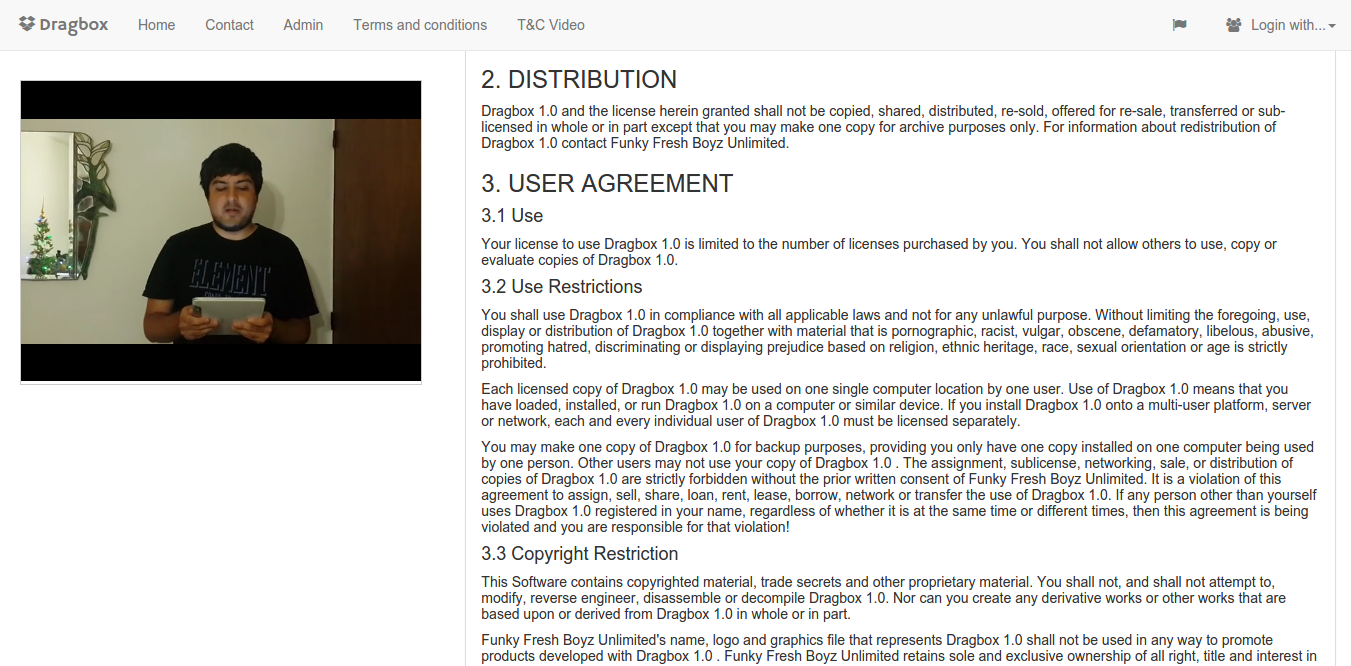 Dragbox Home Contact Admin Terms and conditions T&C Video Login with...
2. DISTRIBUTION
Dragbox 1.0 and the license herein granted shall not be copied, shared, distributed, re-sold, offered for re-sale, transferred or sub-
licensed in whole or in part except that you may make one copy for archive purposes only. For information about redistribution of
Dragbox 1.0 contact Funky Fresh Boyz Unlimited.
3. USER AGREEMENT
3.1 Use
Your license to use Dragbox 1.0 is limited to the number of licenses purchased by you. You shall not allow others to use, copy or
evaluate copies of Dragbox 1.0.
3.2 Use Restrictions
You shall use Dragbox 1.0 in compliance with all applicable laws and not for any unlawful purpose. Without limiting the foregoing, use,
display or distribution of Dragbox 1.0 together with material that is pornographic, racist, vulgar, obscene, defamatory, libelous, abusive,
promoting hatred, discriminating or displaying prejudice based on religion, ethnic heritage, race, sexual orientation or age is strictly
prohibited.
Each licensed copy of Dragbox 1.0 may be used on one single computer location by one user. Use of Dragbox 1.0 means that you
have loaded, installed, or run Dragbox 1.0 on a computer or similar device. If you install Dragbox 1.0 onto a multi-user platform, server
or network, each and every individual user of Dragbox 1.0 must be licensed separately.
You may make one copy of Dragbox 1.0 for backup purposes, providing you only have one copy installed on one computer being used
by one person. Other users may not use your copy of Dragbox 1.0 . The assignment, sublicense, networking, sale, or distribution of
copies of Dragbox 1.0 are strictly forbidden without the prior written consent of Funky Fresh Boyz Unlimited. It is a violation of this
agreement to assign, sell, share, loan, rent, lease, borrow, network or transfer the use of Dragbox 1.0. If any person other than yourself
uses Dragbox 1.0 registered in your name, regardless of whether it is at the same time or different times, then this agreement is being
violated and you are responsible for that violation!
3.3 Copyright Restriction
This Software contains copyrighted material, trade secrets and other proprietary material. You shall not, and shall not attempt to,
modify, reverse engineer, disassemble or decompile Dragbox 1.0. Nor can you create any derivative works or other works that are
based upon or derived from Dragbox 1.0 in whole or in part.
Funky Fresh Boyz Unlimited's name, logo and graphics file that represents Dragbox 1.0 shall not be used in any way to promote
products developed with Dragbox 1.0 . Funky Fresh Boyz Unlimited retains sole and exclusive ownership of all right, title and interest in
ELEMENT